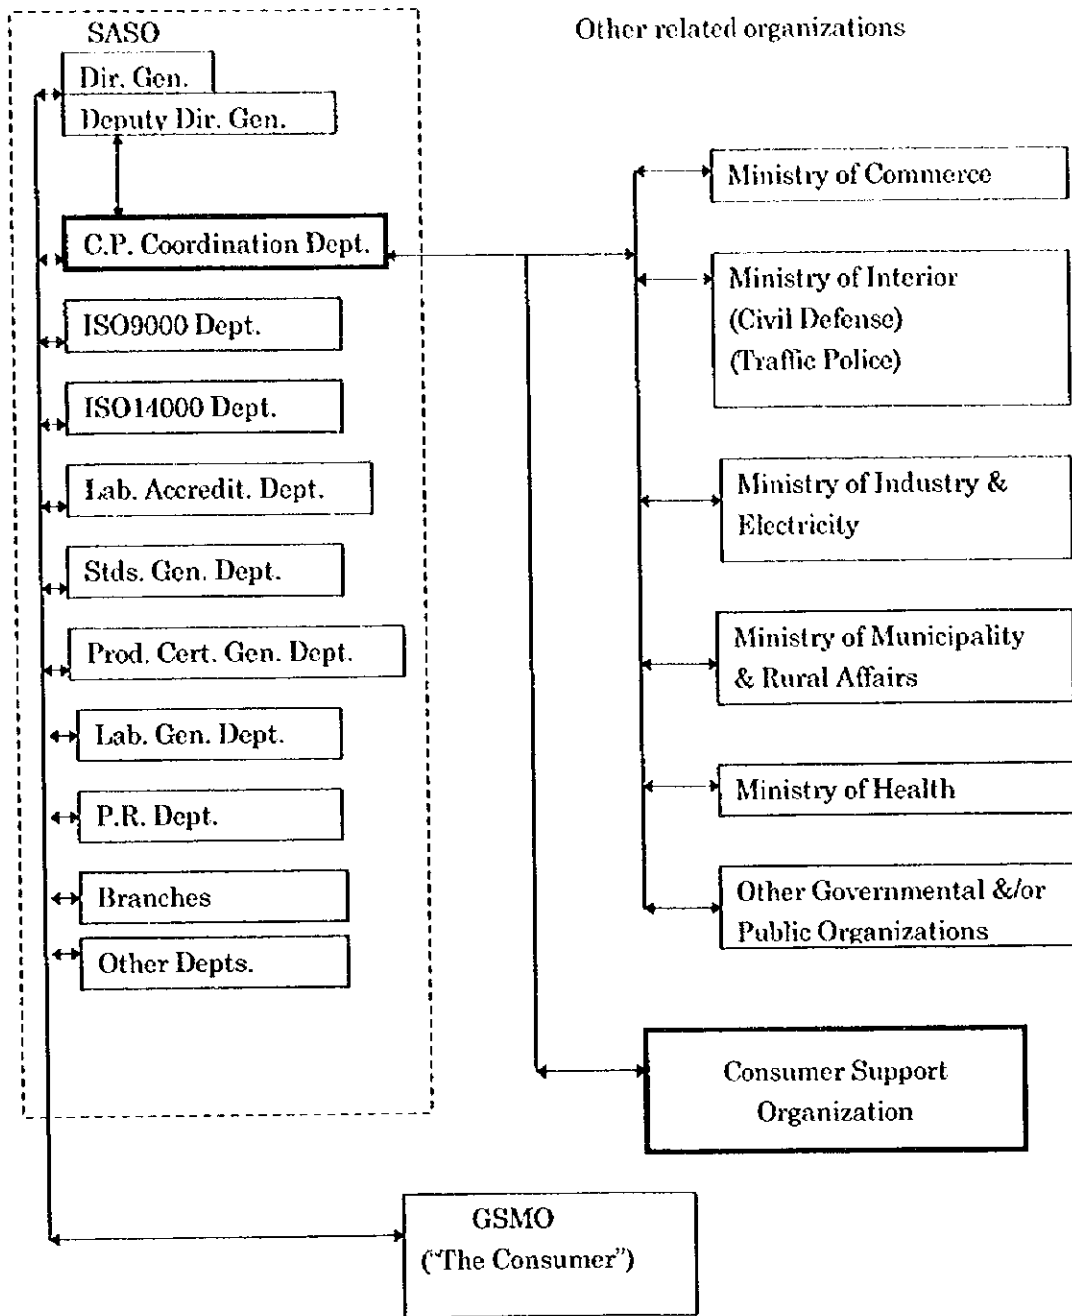 SASO
Other related organizations
Dir. Gen.
Deputy Dir. Gen.
C.P. Coordination Dept.
ISO9000 Dept.
ISO14000 Dept.
Lab. Accredit. Dept.
Stds. Gen. Dept.
Prod. Cert. Gen. Dept.
Lab. Gen. Dept.
P.R. Dept.
Branches
Other Depts.
Ministry of Commerce
Ministry of Interior
(Civil Defense)
(Traffic Police)
Ministry of Industry &
Electricity
Ministry of Municipality
& Rural Affairs
Ministry of Health
Other Governmental &/or
Public Organizations
Consumer Support
Organization
GSMO
("The Consumer")